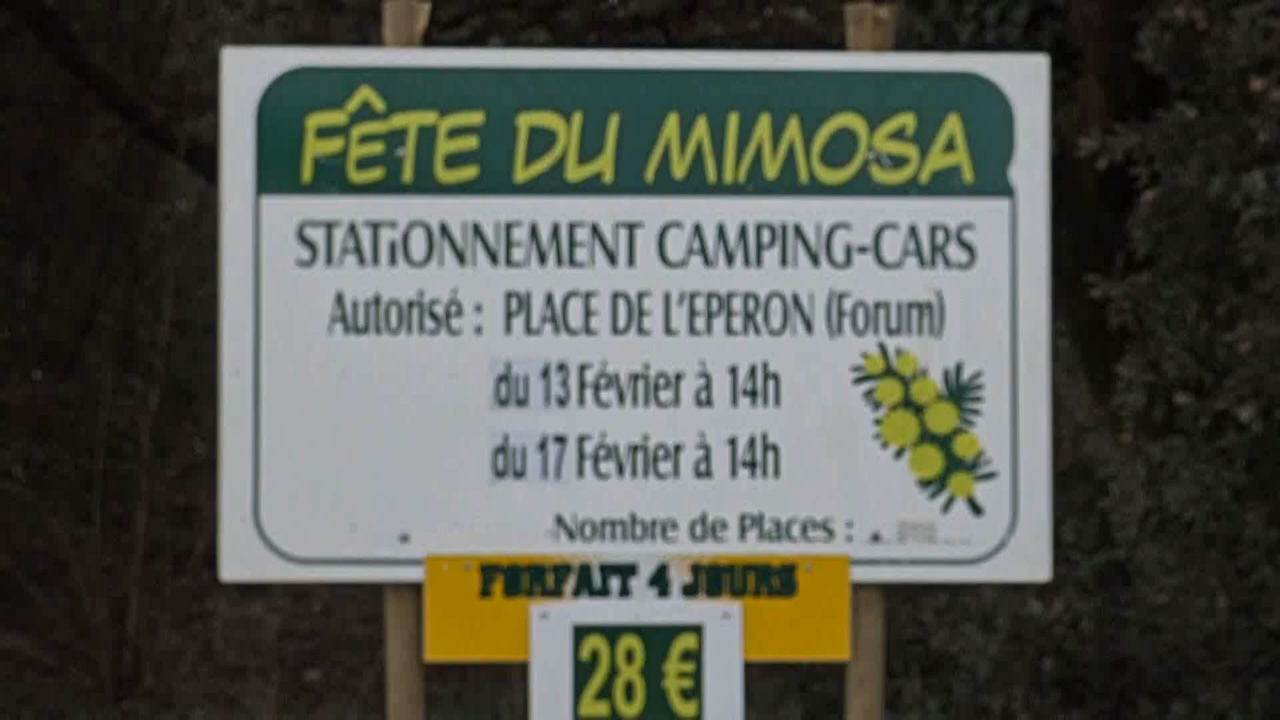 FÊTE DU MIMOSA
STATiONNEMENT CAMPING-CARS
Autorisé : PLACE DE L'EPERON (Forum)
du 13 Février à 14h
du 17 Février à 14h
Nombre de Places :
FORFAIT 4 JOURS
28 €